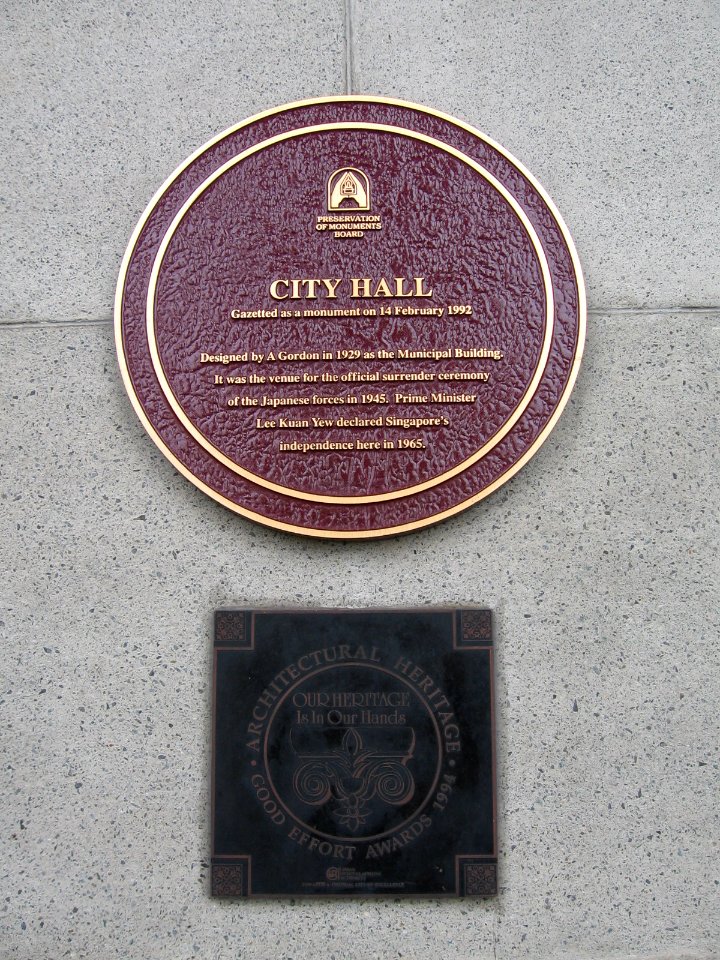 PRESERVATION
OF MONUMENTS
BOARD
CITY HALL
Gazetted as a monument on 14 February 1992
Designed by A Gordon in 1929 as the Municipal Building.
It was the venue for the official surrender ceremony
of the Japanese forces in 1945. Prime Minister
Lee Kuan Yew declared Singapore's
independence here in 1965.
• ARCHITECTURAL HERITAGE •
OUR HERITAGE
Is In Our Hands
GOOD EFFORT AWARDS 1994